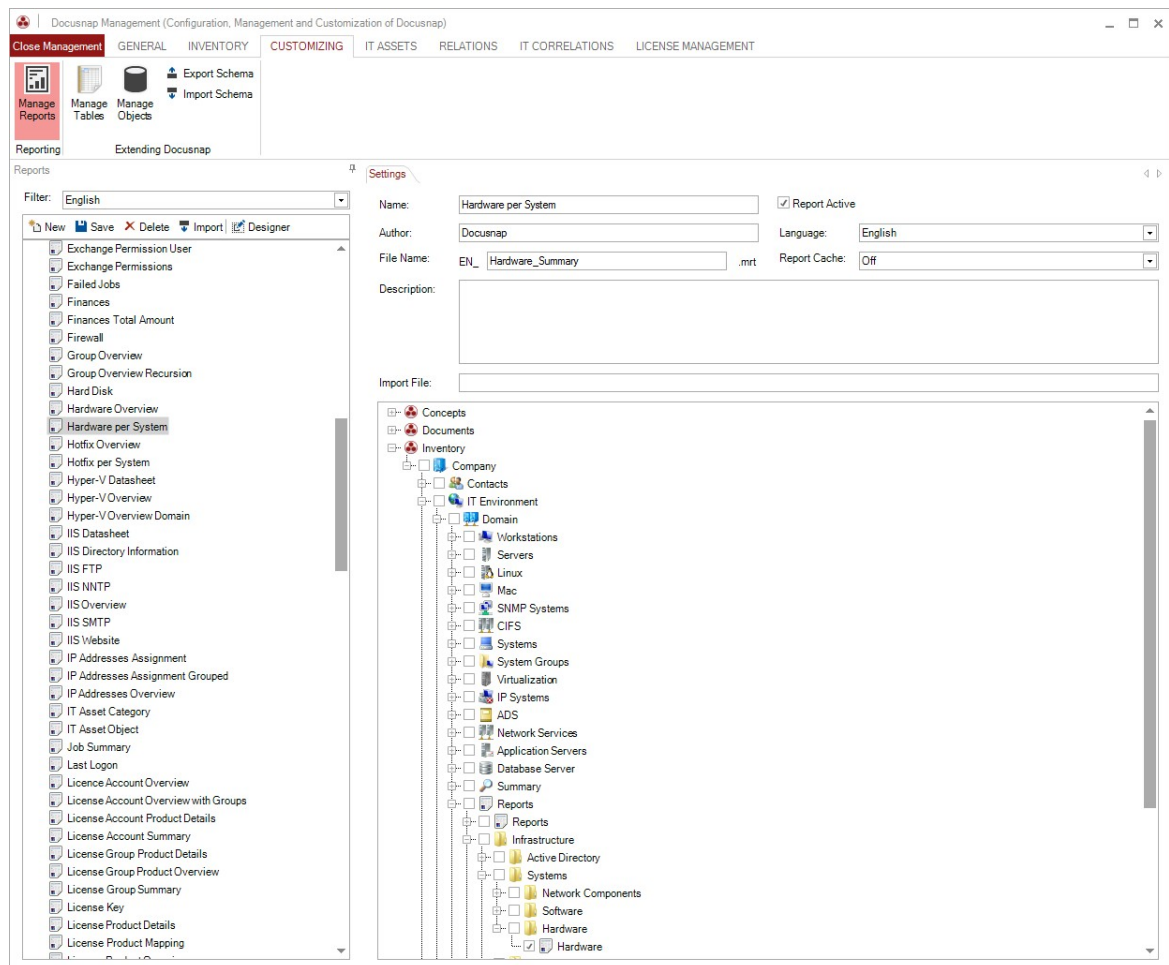 Docusnap Management (Configuration, Management and Customization of Docusnap)
Close Management GENERAL INVENTORY CUSTOMIZING IT ASSETS RELATIONS IT CORRELATIONS LICENSE MANAGEMENT
Manage Reports
Manage Tables
Manage Objects
Export Schema
Import Schema
Reporting
Extending Docusnap
Reports
Filter: English
New Save Delete Import Designer
Exchange Permission User
Exchange Permissions
Failed Jobs
Finances
Finances Total Amount
Firewall
Group Overview
Group Overview Recursion
Hard Disk
Hardware Overview
Hardware per System
Hotfix Overview
Hotfix per System
Hyper-V Datasheet
Hyper-V Overview
Hyper-V Overview Domain
IIS Datasheet
IIS Directory Information
IIS FTP
IIS NNTP
IIS Overview
IIS SMTP
IIS Website
IP Addresses Assignment
IP Addresses Assignment Grouped
IP Addresses Overview
IT Asset Category
IT Asset Object
Job Summary
Last Logon
Licence Account Overview
License Account Overview with Groups
License Account Product Details
License Account Summary
License Group Product Details
License Group Product Overview
License Group Summary
License Key
License Product Details
License Product Mapping
Settings
Name: Hardware per System Report Active
Author: Docusnap Language: English
File Name: EN_ Hardware_Summary .mrt Report Cache: Off
Description:
Import File:
Concepts
Documents
Inventory
Company
Contacts
IT Environment
Domain
Workstations
Servers
Linux
Mac
SNMP Systems
CIFS
Systems
System Groups
Virtualization
IP Systems
ADS
Network Services
Application Servers
Database Server
Summary
Reports
Reports
Infrastructure
Active Directory
Systems
Network Components
Software
Hardware
Hardware